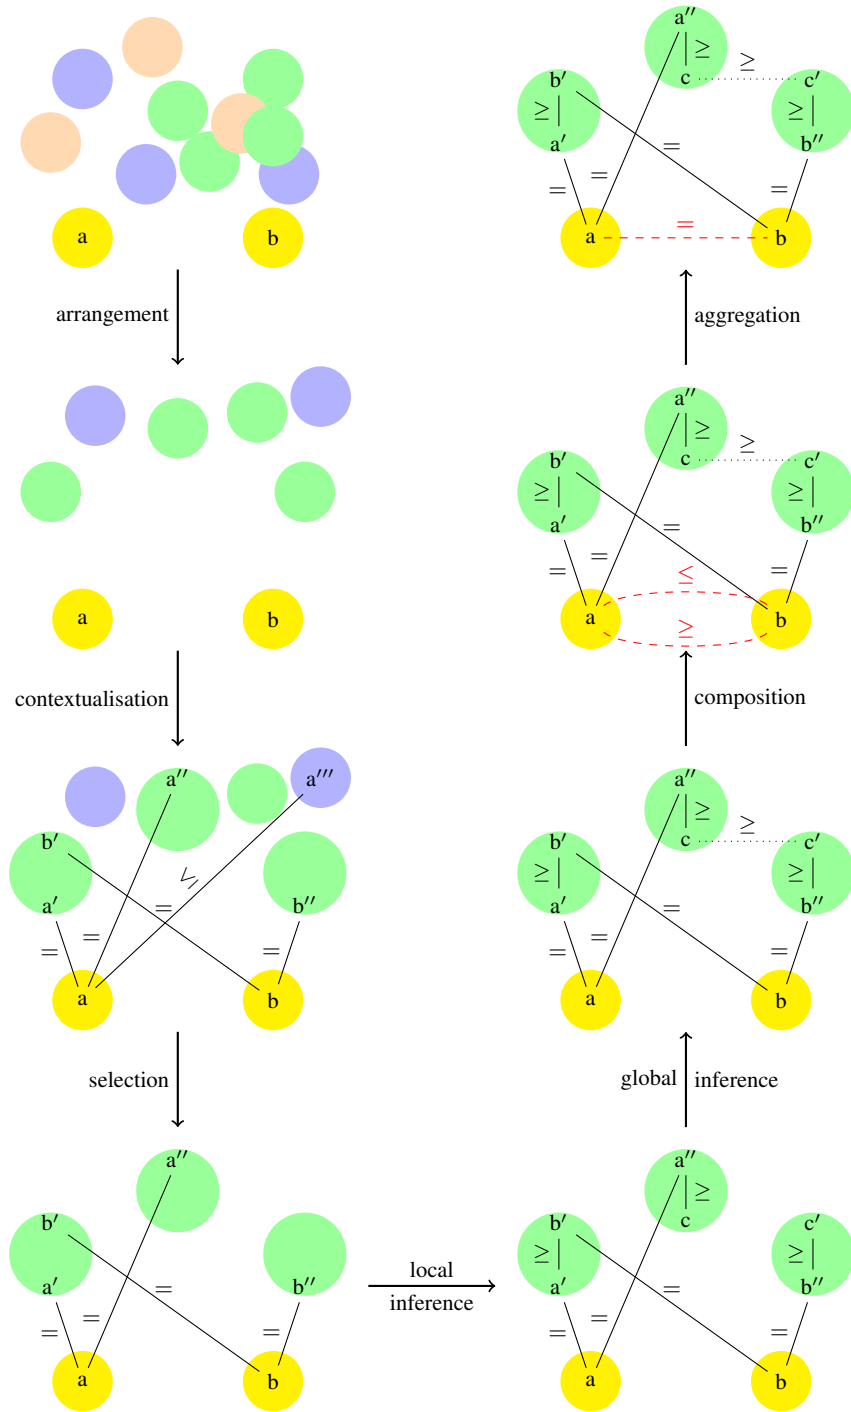 a b
arrangement
a b
contextualisation
a″ a‴
b′
≤
a′ = = b″
= =
a b
selection
a″
b′
a′ = = b″
= =
a b
local
inference
a″
≥
b′ c ≥ c′
≥ ≥
a′ = b″
= = =
=
a b
aggregation
a″
≥
b′ c ≥ c′
≥ ≥
a′ = b″
= = =
≤
a b
≥
composition
a″
≥
b′ c ≥ c′
≥ ≥
a′ = = b″
= =
a b
global inference
a″
≥
b′ c c′
≥ ≥
a′ = = b″
= =
a b